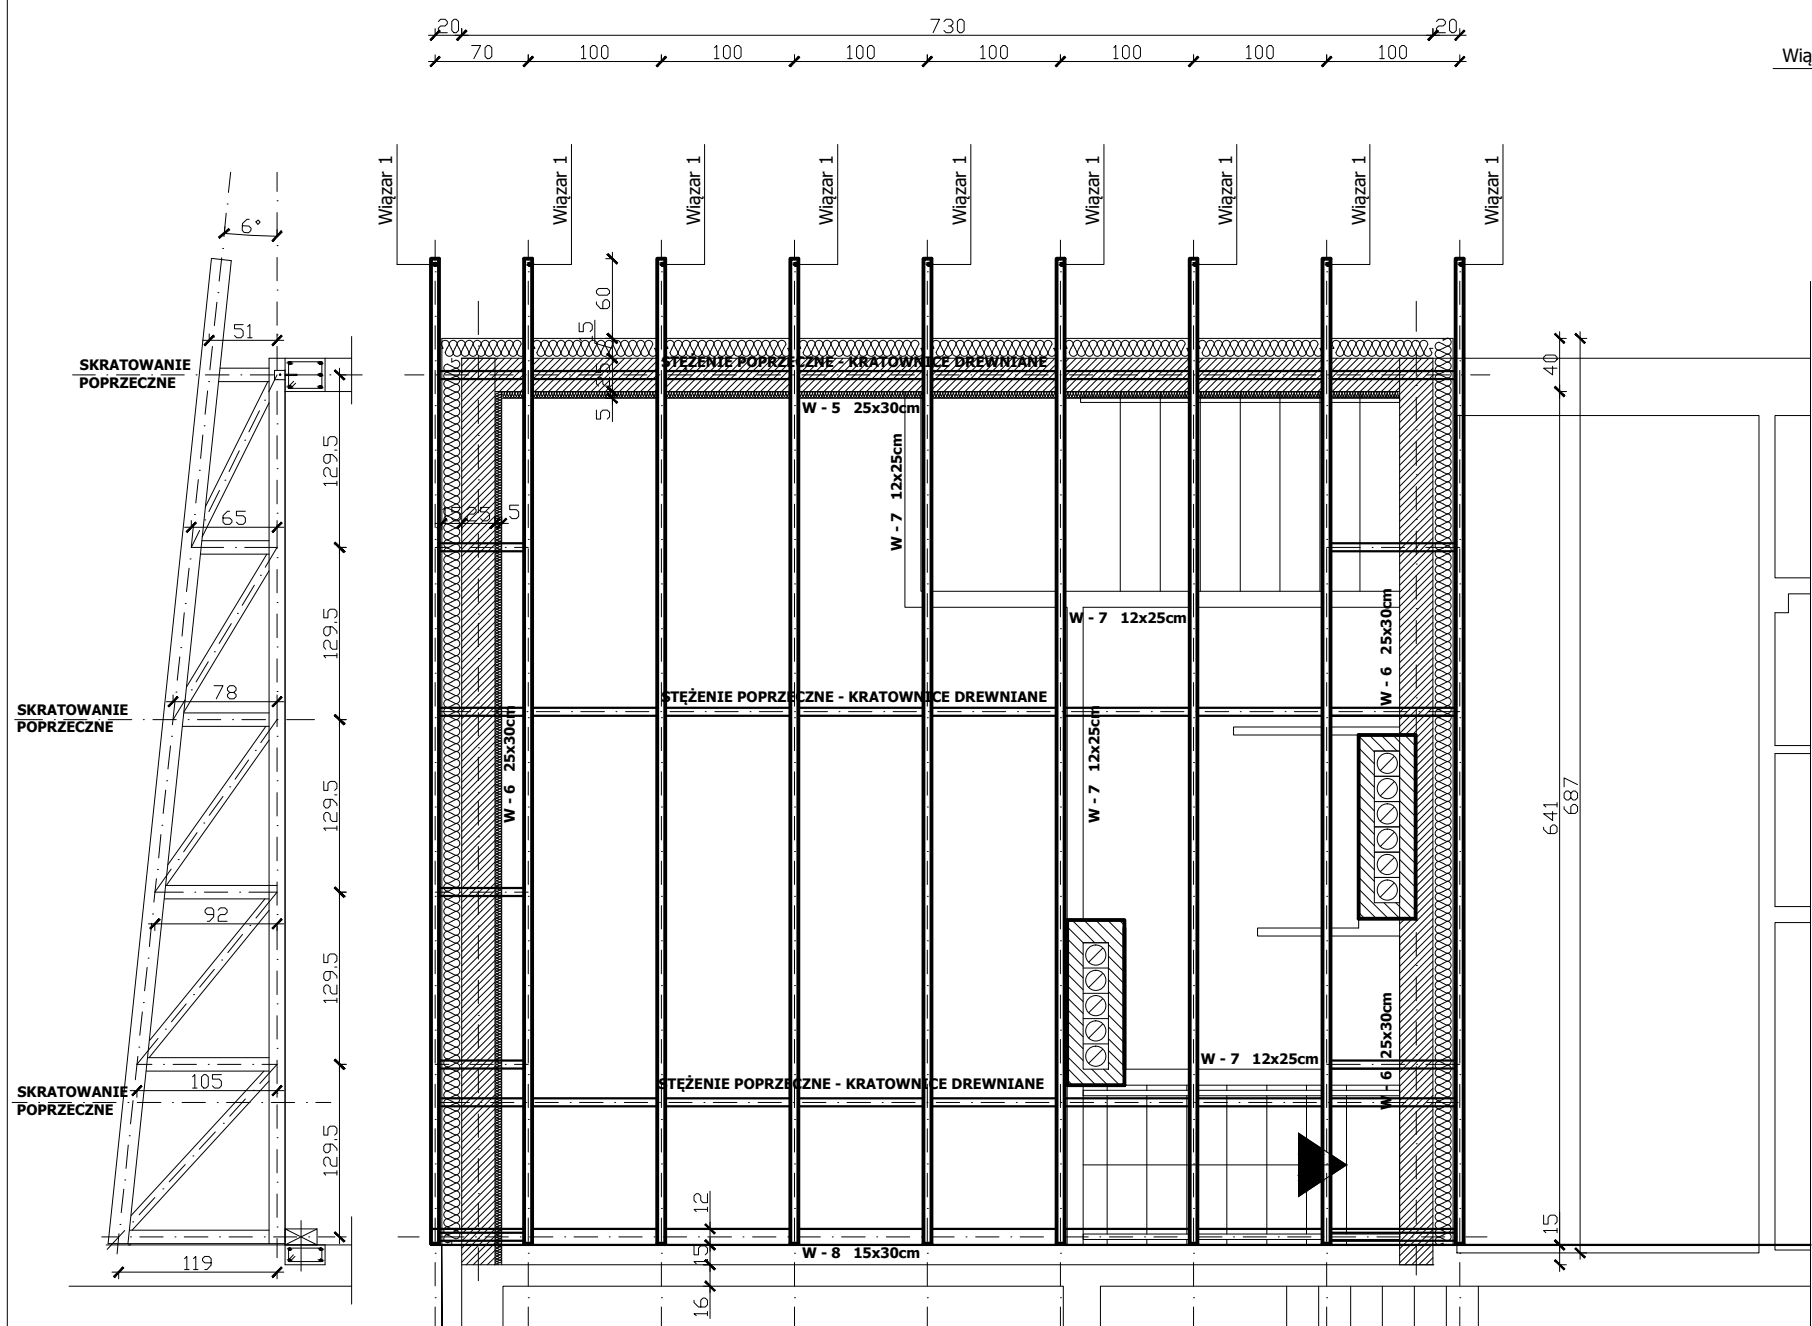 20 730 20
70 100 100 100 100 100 100 100
Wią
Wiązar 1 Wiązar 1 Wiązar 1 Wiązar 1 Wiązar 1 Wiązar 1 Wiązar 1 Wiązar 1 Wiązar 1
6°
60
51
15
SKRATOWANIE
POPRZECZNE
STĘŻENIE POPRZECZNE - KRATOWNICE DREWNIANE
25
40
5
W - 5 25x30cm
129.5
W - 7 12x25cm
65
25 5
129.5
W - 7 12x25cm
W - 6 25x30cm
78
SKRATOWANIE
POPRZECZNE
STĘŻENIE POPRZECZNE - KRATOWNICE DREWNIANE
W - 6 25x30cm
W - 7 12x25cm
129.5
641
687
92
129.5
W - 6 25x30cm
W - 7 12x25cm
105
SKRATOWANIE
POPRZECZNE
STĘŻENIE POPRZECZNE - KRATOWNICE DREWNIANE
129.5
12
15
W - 8 15x30cm
15
119
16